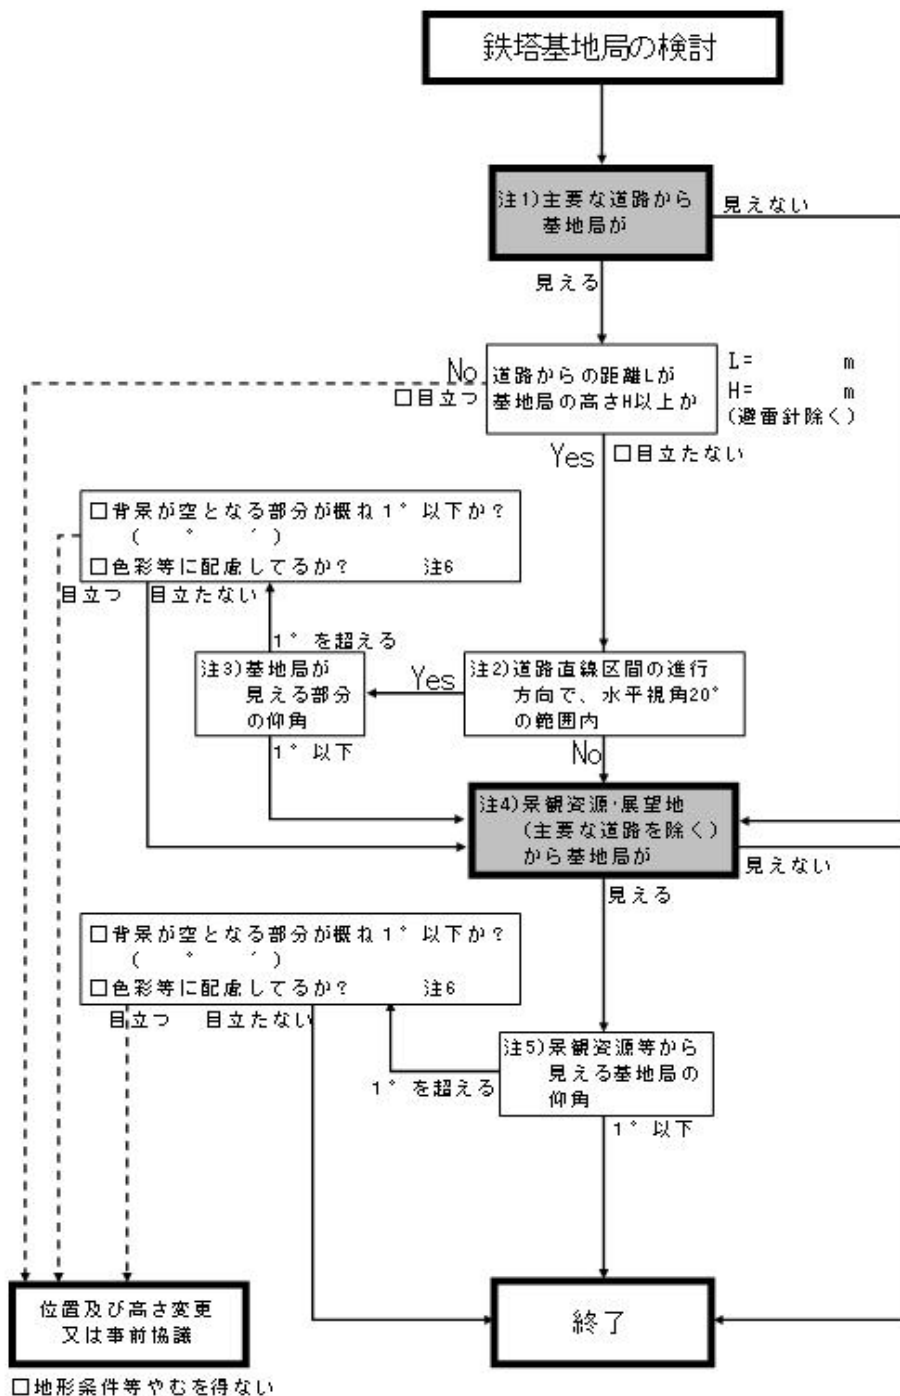 鉄塔基地局の検討
注1)主要な道路から
基地局が
見えない
見える
No
□目立つ
道路からの距離Lが
基地局の高さH以上か
L= m
H= m
(避雷針除く)
Yes
□目立たない
□背景が空となる部分が概ね1°以下か?
( ° ′)
□色彩等に配慮してるか? 注6
目立つ 目立たない
1°を超える
注3)基地局が
見える部分
の仰角
Yes
注2)道路直線区間の進行
方向で、水平視角20°
の範囲内
1°以下
No
注4)景観資源・展望地
(主要な道路を除く)
から基地局が
見えない
見える
□背景が空となる部分が概ね1°以下か?
( ° ′)
□色彩等に配慮してるか? 注6
目立つ 目立たない
注5)景観資源等から
見える基地局の
仰角
1°を超える
1°以下
位置及び高さ変更
又は事前協議
終了
□地形条件等やむを得ない